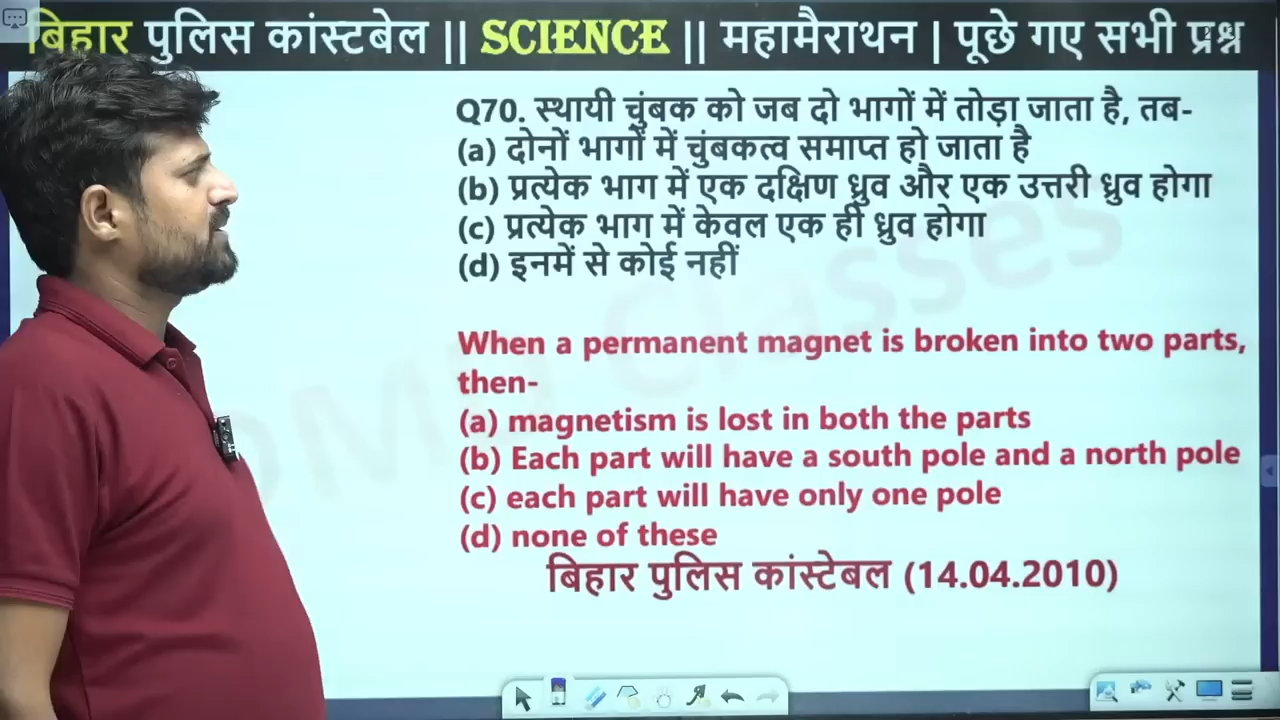 बिहार पुलिस कांस्टबेल || SCIENCE || महामैराथन | पूछे गए सभी प्रश्न
Q70. स्थायी चुंबक को जब दो भागों में तोड़ा जाता है, तब-
(a) दोनों भागों में चुंबकत्व समाप्त हो जाता है
(b) प्रत्येक भाग में एक दक्षिण ध्रुव और एक उत्तरी ध्रुव होगा
(c) प्रत्येक भाग में केवल एक ही ध्रुव होगा
(d) इनमें से कोई नहीं
When a permanent magnet is broken into two parts,
then-
(a) magnetism is lost in both the parts
(b) Each part will have a south pole and a north pole
(c) each part will have only one pole
(d) none of these
बिहार पुलिस कांस्टेबल (14.04.2010)